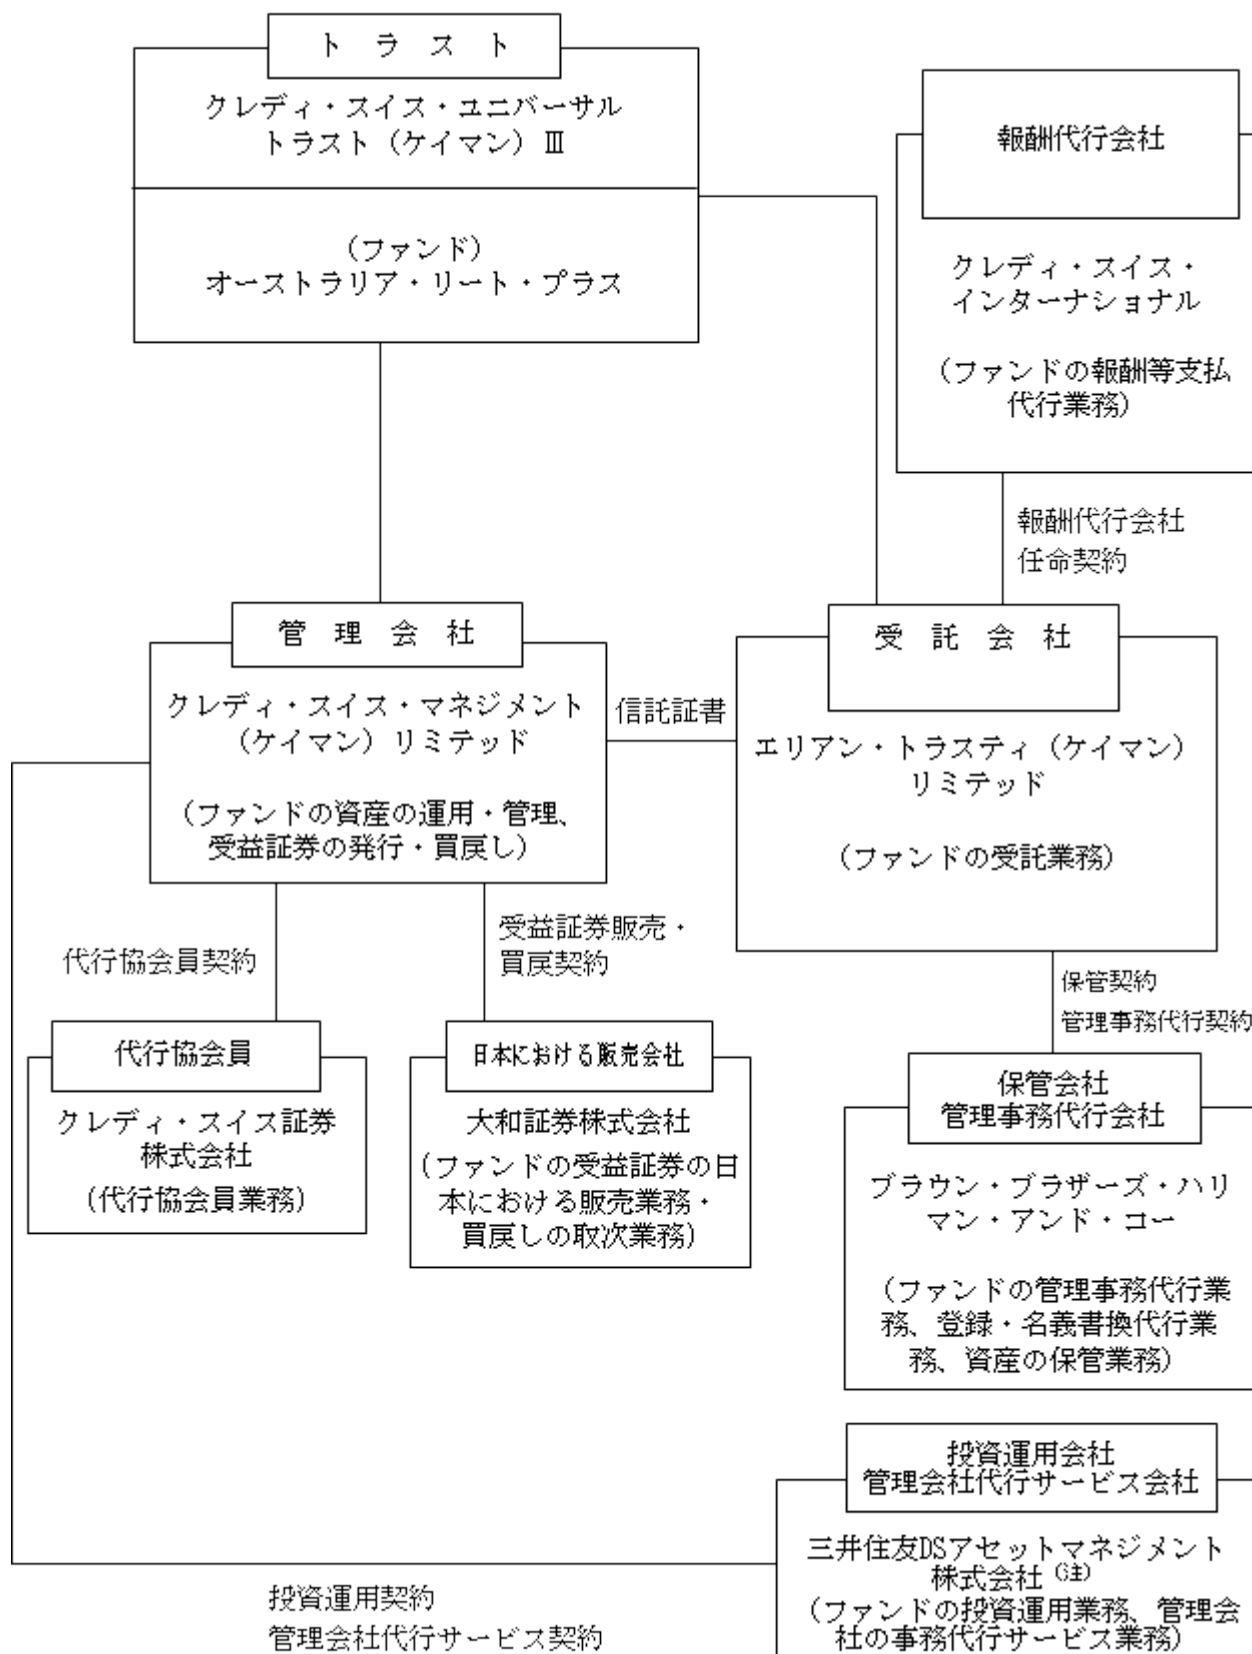 トラスト
クレディ・スイス・ユニバーサル
トラスト（ケイマン）Ⅲ
（ファンド）
オーストラリア・リート・プラス
報酬代行会社
クレディ・スイス・
インターナショナル
（ファンドの報酬等支払
代行業務）
報酬代行会社
任命契約
管理会社
クレディ・スイス・マネジメント
（ケイマン）リミテッド
（ファンドの資産の運用・管理、
受益証券の発行・買戻し）
信託証書
受託会社
エリアン・トラスティ（ケイマン）
リミテッド
（ファンドの受託業務）
代行協会員契約
受益証券販売・
買戻契約
保管契約
管理事務代行契約
代行協会員
クレディ・スイス証券
株式会社
（代行協会員業務）
日本における販売会社
大和証券株式会社
（ファンドの受益証券の日
本における販売業務・
買戻しの取次業務）
保管会社
管理事務代行会社
ブラウン・ブラザーズ・ハリ
マン・アンド・コー
（ファンドの管理事務代行業
務、登録・名義書換代行業
務、資産の保管業務）
投資運用会社
管理会社代行サービス会社
三井住友DSアセットマネジメント
株式会社（注）
（ファンドの投資運用業務、管理会
社の事務代行サービス業務）
投資運用契約
管理会社代行サービス契約